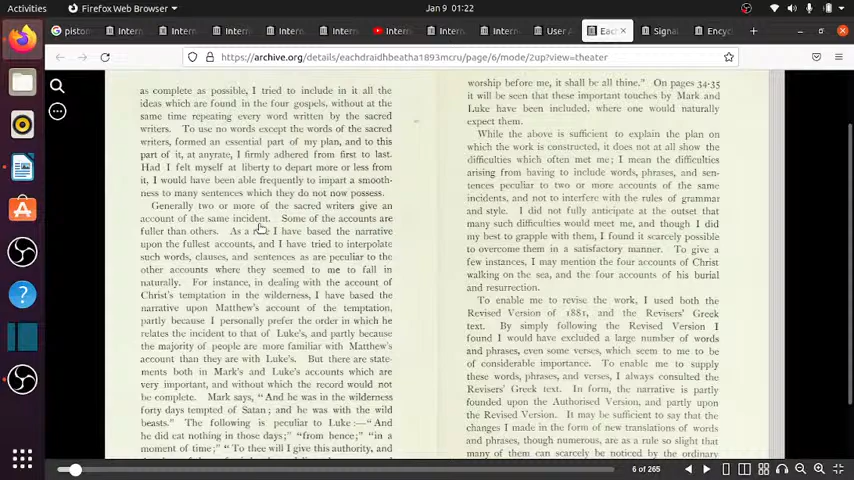 Activities
Firefox Web Browser
Jan 9 01:22
pisto
Intern
Intern
Intern
Intern
Intern
Intern
User
Eac
Signa
Ency
https://archive.org/details/eachdraidhbeatha1893mcru/page/6/mode/2up?view=theater
as complete as possible, I tried to include in it all the
ideas which are found in the four gospels, without at the
same time repeating every word written by the sacred
writers. To use no words except the words of the sacred
writers, formed an essential part of my plan, and to this
part of it, at anyrate, I firmly adhered from first to last.
Had I felt myself at liberty to depart more or less from
it, I would have been able frequently to impart a smooth-
ness to many sentences which they do not now possess.
Generally two or more of the sacred writers give an
account of the same incident. Some of the accounts are
fuller than others. As a rule I have based the narrative
upon the fullest accounts, and I have tried to interpolate
such words, clauses, and sentences as are peculiar to the
other accounts where they seemed to me to fall in
naturally. For instance, in dealing with the account of
Christ's temptation in the wilderness, I have based the
narrative upon Matthew's account of the temptation,
partly because I personally prefer the order in which he
relates the incident to that of Luke's, and partly because
the majority of people are more familiar with Matthew's
account than they are with Luke's. But there are state-
ments both in Mark's and Luke's accounts which are
very important, and without which the record would not
be complete. Mark says, "And he was in the wilderness
forty days tempted of Satan; and he was with the wild
beasts." The following is peculiar to Luke:—"And
he did eat nothing in those days;" "from hence;" "in a
moment of time;" "To thee will I give this authority, and
worship before me, it shall be all thine." On pages 34-35
it will be seen that these important touches by Mark and
Luke have been included, where one would naturally
expect them.
While the above is sufficient to explain the plan on
which the work is constructed, it does not at all show the
difficulties which often met me; I mean the difficulties
arising from having to include words, phrases, and sen-
tences peculiar to two or more accounts of the same
incidents, and not to interfere with the rules of grammar
and style. I did not fully anticipate at the outset that
many such difficulties would meet me, and though I did
my best to grapple with them, I found it scarcely possible
to overcome them in a satisfactory manner. To give a
few instances, I may mention the four accounts of Christ
walking on the sea, and the four accounts of his burial
and resurrection.
To enable me to revise the work, I used both the
Revised Version of 1881, and the Revisers' Greek
text. By simply following the Revised Version I
found I would have excluded a large number of words
and phrases, even some verses, which seem to me to be
of considerable importance. To enable me to supply
these words, phrases, and verses, I always consulted the
Revisers' Greek text. In form, the narrative is partly
founded upon the Authorised Version, and partly upon
the Revised Version. It may be sufficient to say that the
changes I made in the form of new translations of words
and phrases, though numerous, are as a rule so slight that
many of them can scarcely be noticed by the ordinary
6 of 265